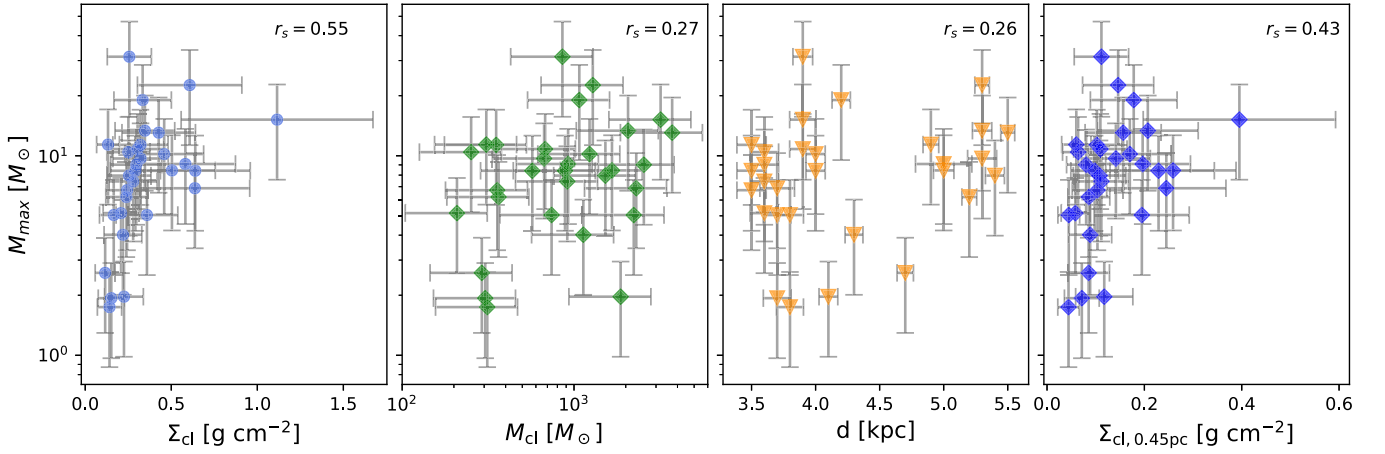 r_s = 0.55
r_s = 0.27
r_s = 0.26
r_s = 0.43
M_max [M_⊙]
10^1
10^0
0.0 0.5 1.0 1.5
10^2 10^3
3.5 4.0 4.5 5.0 5.5
0.0 0.2 0.4 0.6
Σ_cl [g cm^−2]
M_cl [M_⊙]
d [kpc]
Σ_cl, 0.45pc [g cm^−2]